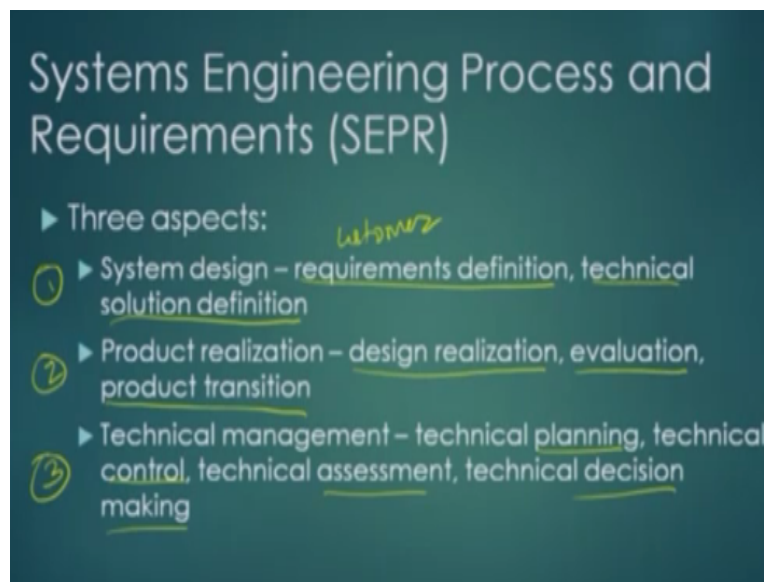 Systems Engineering Process and
Requirements (SEPR)
Three aspects:
customer
① System design – requirements definition, technical
solution definition
② Product realization – design realization, evaluation,
product transition
③ Technical management – technical planning, technical
control, technical assessment, technical decision
making